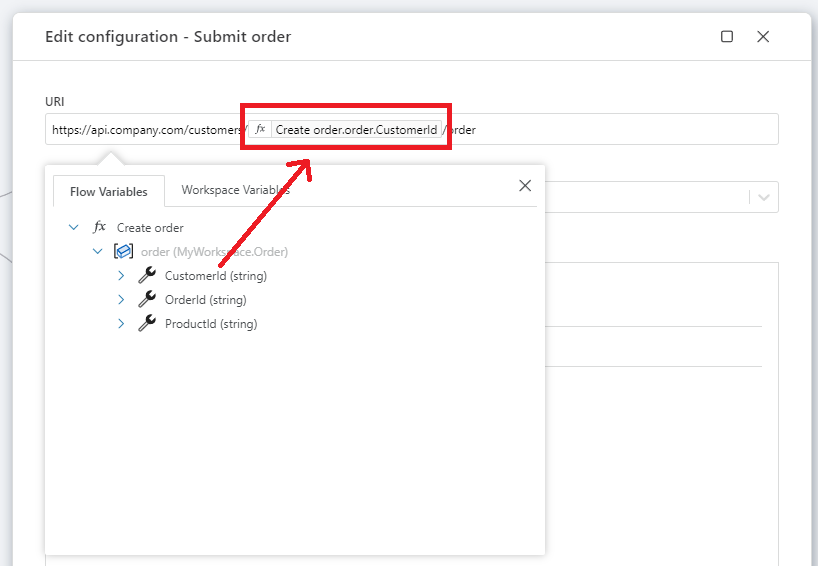 Edit configuration - Submit order
URI
https://api.company.com/customers/ fx Create order.order.CustomerId /order
Flow Variables Workspace Variables
fx Create order
order (MyWorkspace.Order)
CustomerId (string)
OrderId (string)
ProductId (string)